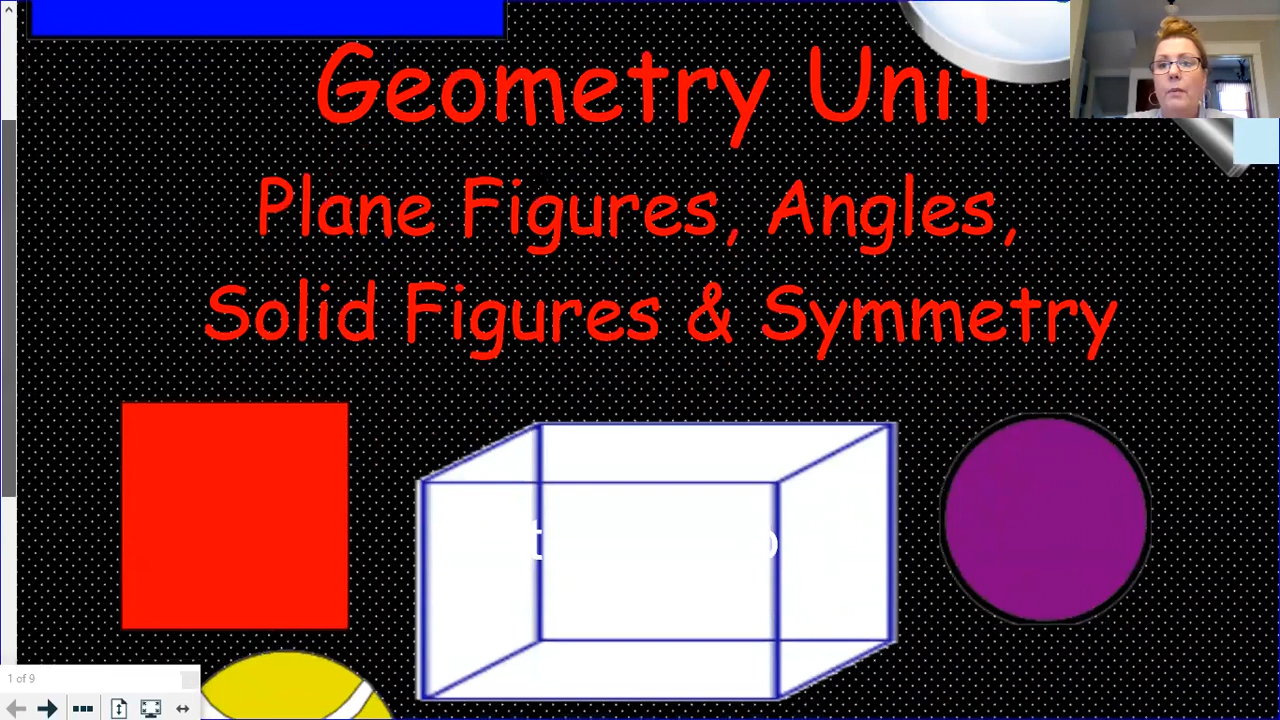 Geometry Unit
Plane Figures, Angles,
Solid Figures & Symmetry
1 of 9